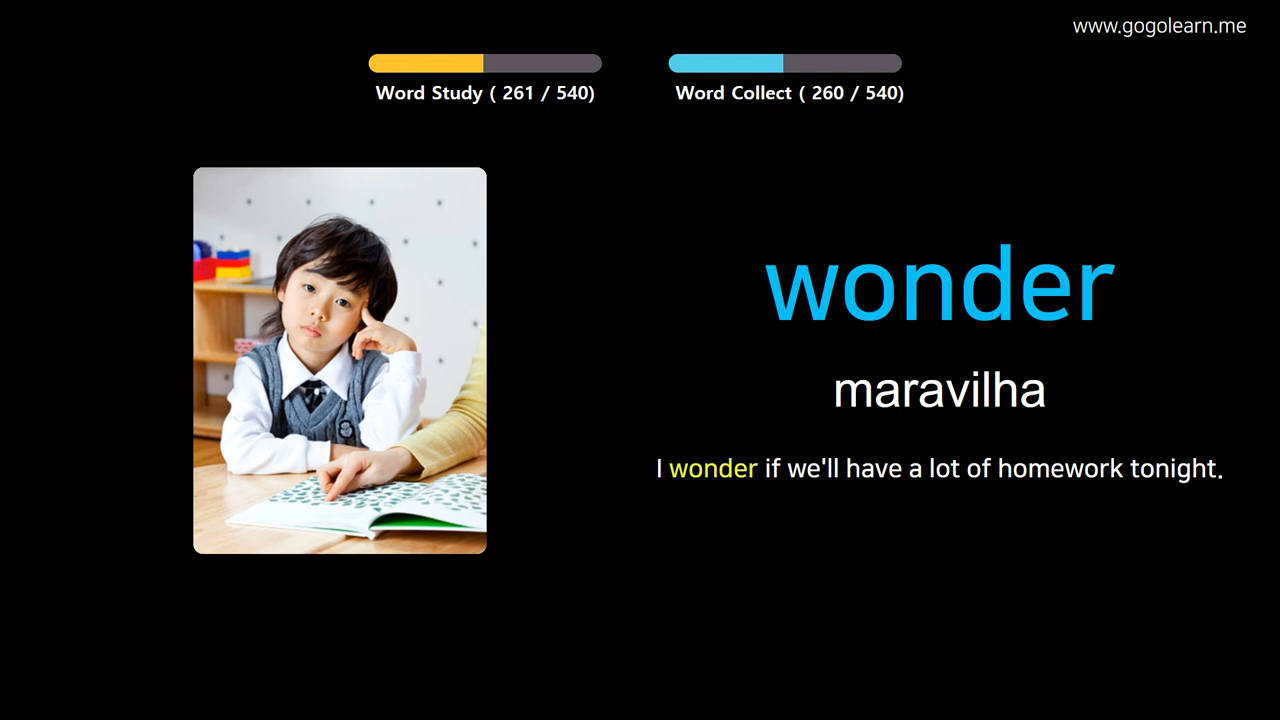 www.gogolearn.me
Word Study ( 261 / 540)
Word Collect ( 260 / 540)
wonder
maravilha
I wonder if we'll have a lot of homework tonight.